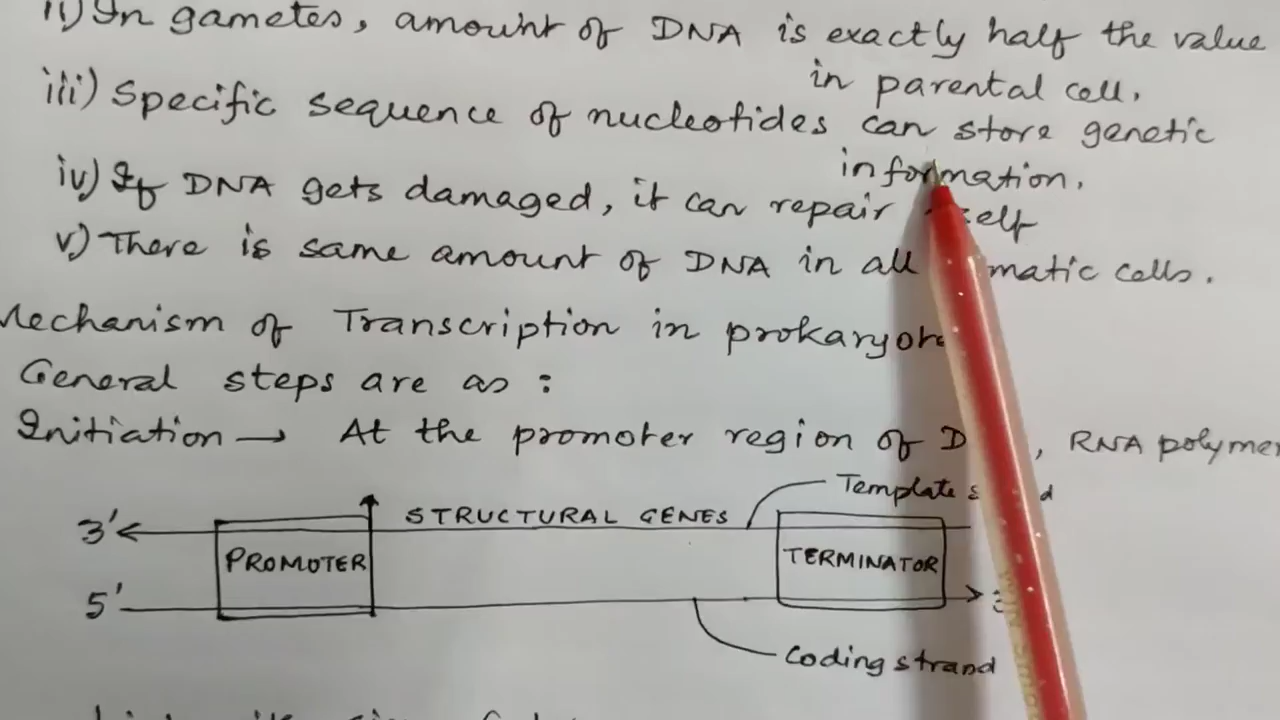 ii) In gametes, amount of DNA is exactly half the value
in parental cell.
iii) Specific sequence of nucleotides can store genetic
information.
iv) If DNA gets damaged, it can repair
v) There is same amount of DNA in all cells.
Mechanism of Transcription in
General steps are as :
Initiation → At the promoter region of , RNA
Template
3' STRUCTURAL GENES
PROMOTER TERMINATOR
5'
Coding strand